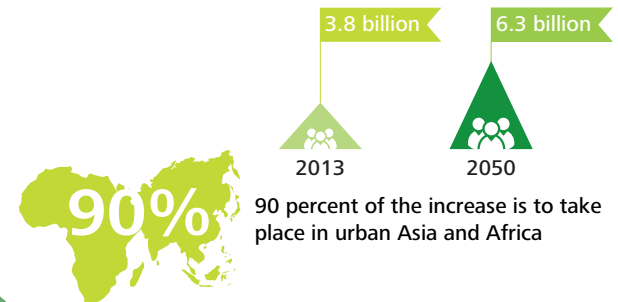 3.8 billion
6.3 billion
2013
2050
90%
90 percent of the increase is to take
place in urban Asia and Africa